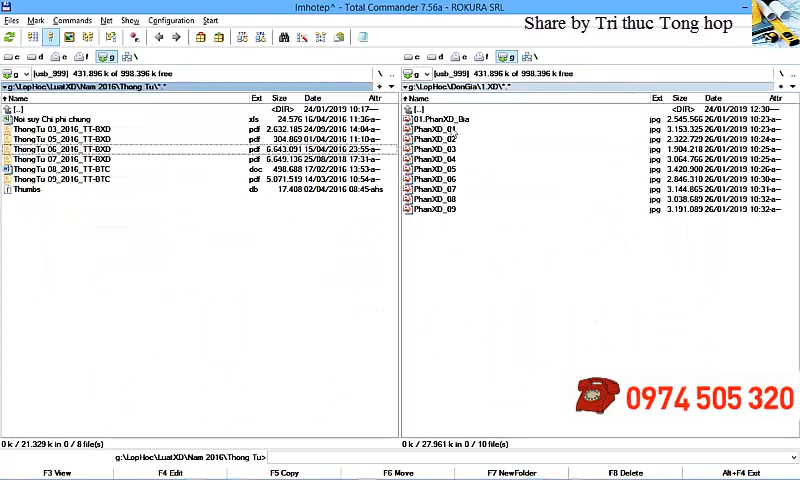 Imhotep^ - Total Commander 7.56a - ROKURA SRL
Files Mark Commands Net Show Configuration Start
Share by Tri thuc Tong hop
c d e f g \
c d e f g \
g [usb_999] 431.896 k of 998.396 k free \ ..
g [usb_999] 431.896 k of 998.396 k free \ ..
g:\LopHoc\LuatXD\Nam 2016\Thong Tu\*.* * ▼
g:\LopHoc\DonGia\1.XD\*.* * ▼
Name Ext Size Date Attr
[..] <DIR> 24/01/2019 10:17----
Noi suy Chi phi chung xls 24.576 16/04/2016 11:36-a--
ThongTu 03_2016_TT-BXD pdf 2.632.185 24/09/2016 14:04-a--
ThongTu 05_2016_TT-BXD pdf 304.869 01/04/2016 11:10-a--
ThongTu 06_2016_TT-BXD pdf 6.643.091 15/04/2016 23:55-a--
ThongTu 07_2016_TT-BXD pdf 6.649.136 25/08/2018 17:31-a--
ThongTu 08_2016_TT-BTC doc 498.688 17/02/2016 13:53-a--
ThongTu 09_2016_TT-BTC pdf 5.071.519 14/03/2016 10:54-a--
Thumbs db 17.408 02/04/2016 08:45-ahs
Name Ext Size Date Attr
[..] <DIR> 24/01/2019 12:30----
01.PhanXD_Bia jpg 2.545.566 26/01/2019 10:23-a--
PhanXD_01 jpg 3.153.325 26/01/2019 10:23-a--
PhanXD_02 jpg 2.322.729 26/01/2019 10:24-a--
PhanXD_03 jpg 1.904.218 26/01/2019 10:25-a--
PhanXD_04 jpg 3.064.766 26/01/2019 10:25-a--
PhanXD_05 jpg 3.420.900 26/01/2019 10:26-a--
PhanXD_06 jpg 2.846.310 26/01/2019 10:30-a--
PhanXD_07 jpg 3.144.865 26/01/2019 10:31-a--
PhanXD_08 jpg 3.038.689 26/01/2019 10:32-a--
PhanXD_09 jpg 3.191.089 26/01/2019 10:32-a--
0974 505 320
0 k / 21.329 k in 0 / 8 file(s)
0 k / 27.961 k in 0 / 10 file(s)
g:\LopHoc\LuatXD\Nam 2016\Thong Tu>
F3 View F4 Edit F5 Copy F6 Move F7 NewFolder F8 Delete Alt+F4 Exit